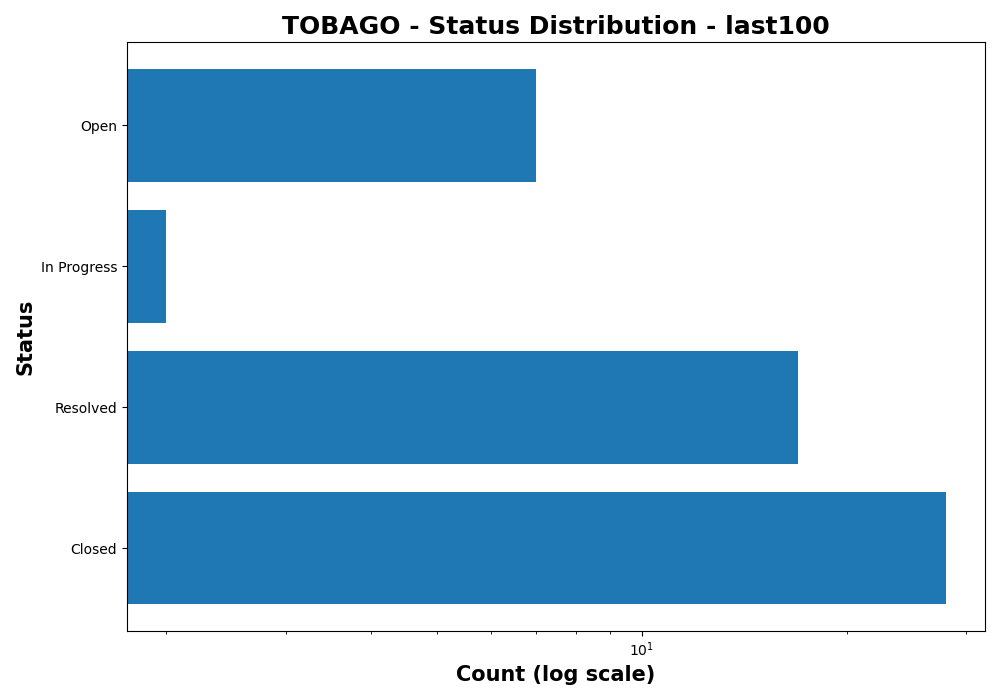 TOBAGO - Status Distribution - last100
Open
In Progress
Resolved
Closed
Status
10¹
Count (log scale)